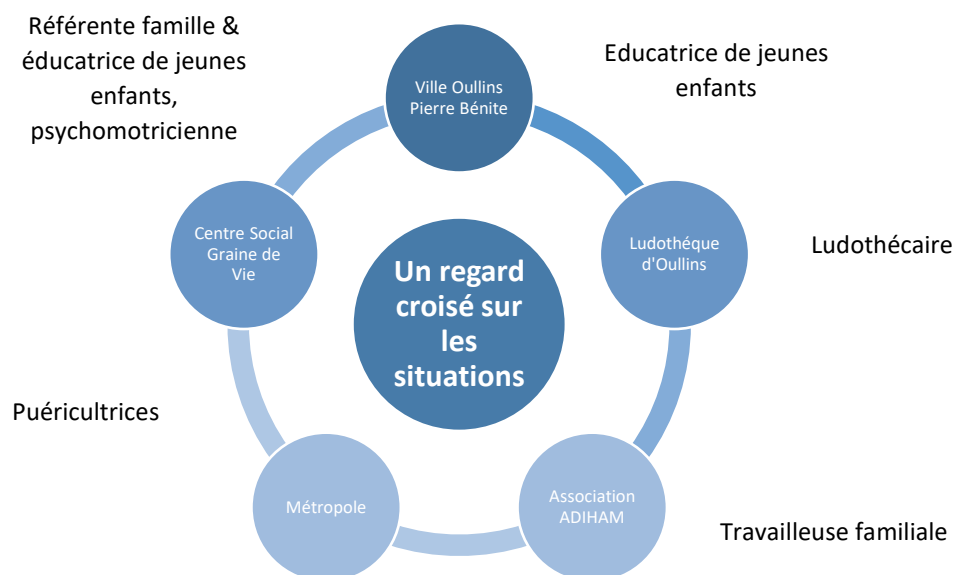 Référente famille &
éducatrice de jeunes
enfants,
psychomotricienne
Ville Oullins
Pierre Bénite
Educatrice de jeunes
enfants
Centre Social
Graine de
Vie
Ludothéque
d'Oullins
Ludothécaire
Un regard
croisé sur
les
situations
Puéricultrices
Métropole
Association
ADIHAM
Travailleuse familiale